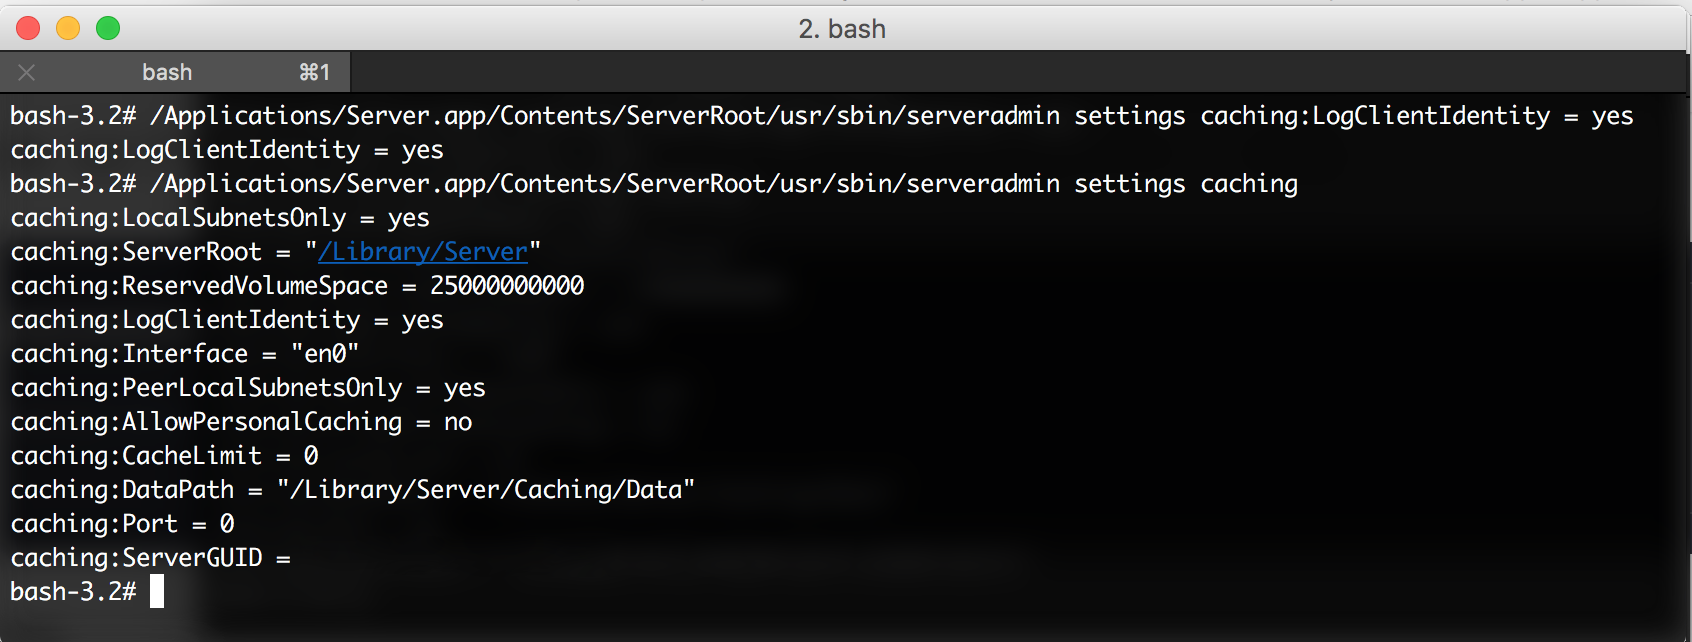 2. bash
bash ⌘1
bash-3.2# /Applications/Server.app/Contents/ServerRoot/usr/sbin/serveradmin settings caching:LogClientIdentity = yes
caching:LogClientIdentity = yes
bash-3.2# /Applications/Server.app/Contents/ServerRoot/usr/sbin/serveradmin settings caching
caching:LocalSubnetsOnly = yes
caching:ServerRoot = "/Library/Server"
caching:ReservedVolumeSpace = 25000000000
caching:LogClientIdentity = yes
caching:Interface = "en0"
caching:PeerLocalSubnetsOnly = yes
caching:AllowPersonalCaching = no
caching:CacheLimit = 0
caching:DataPath = "/Library/Server/Caching/Data"
caching:Port = 0
caching:ServerGUID =
bash-3.2#